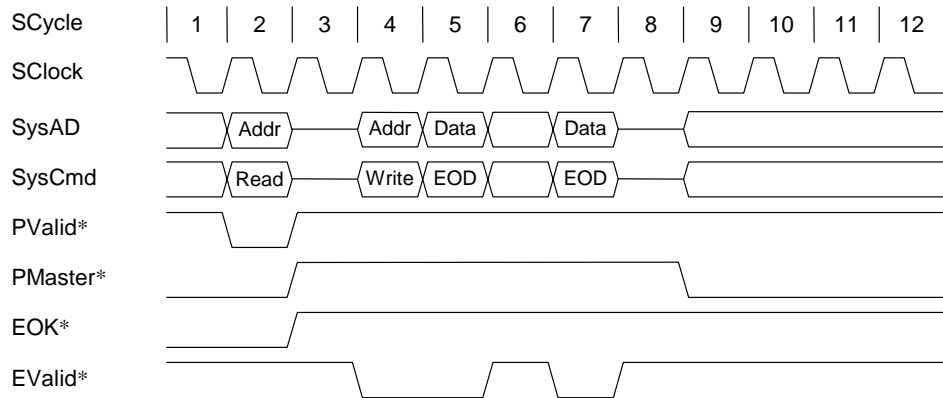 SCycle 1 2 3 4 5 6 7 8 9 10 11 12
SClock
SysAD Addr Addr Data Data
SysCmd Read Write EOD EOD
PValid*
PMaster*
EOK*
EValid*